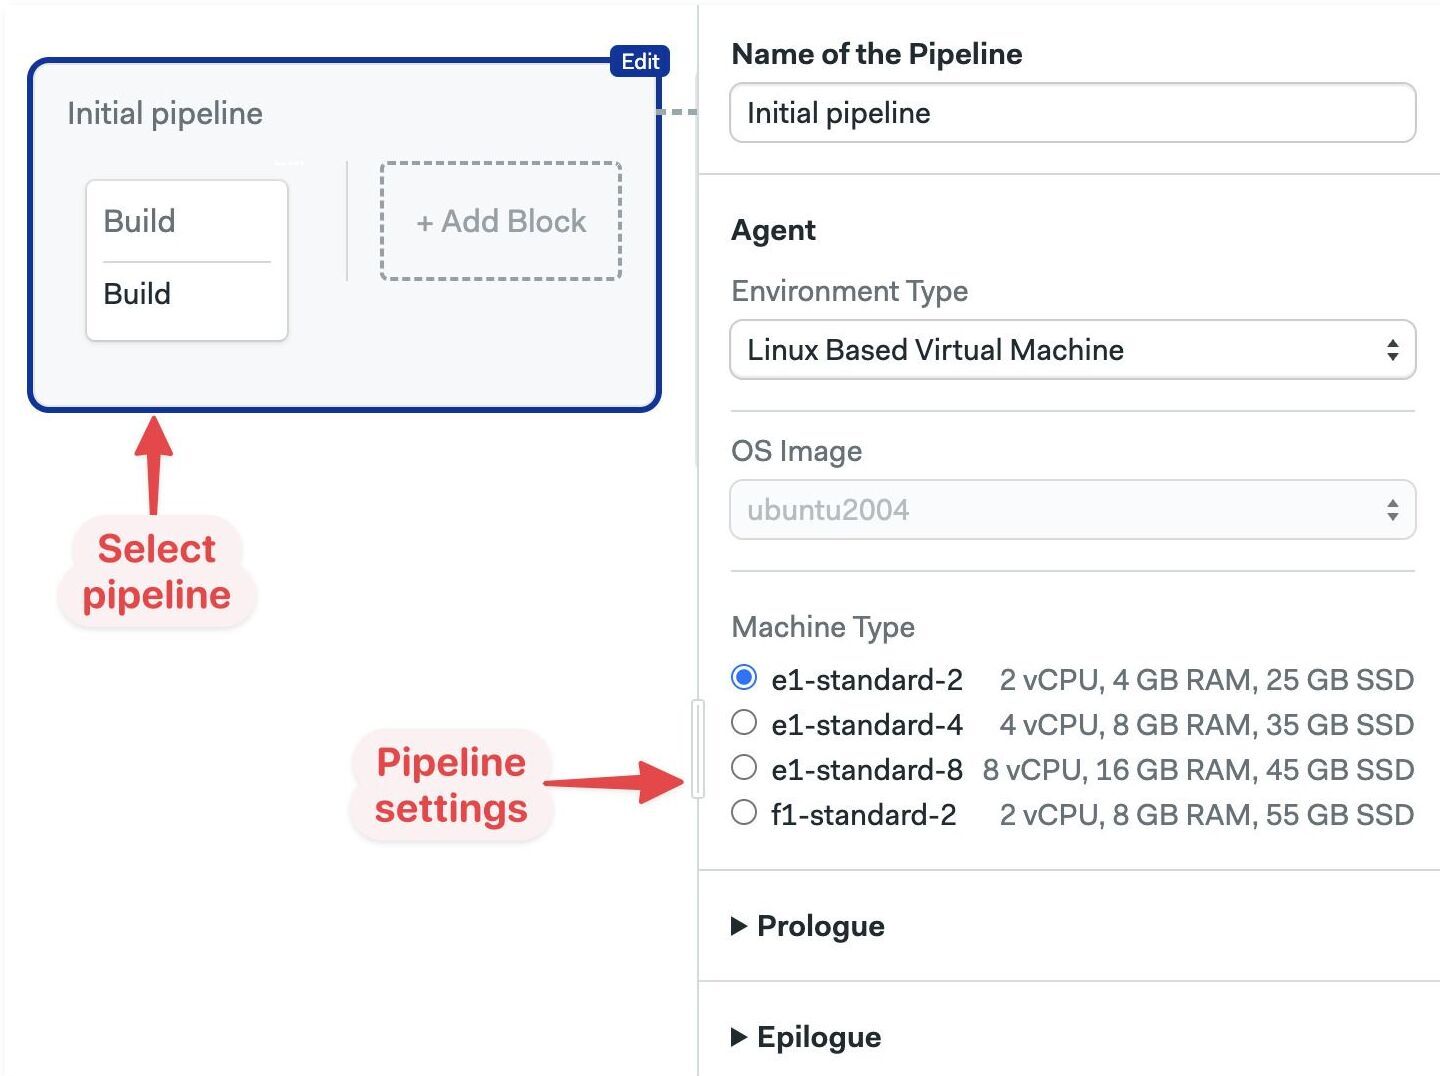 Edit
Initial pipeline
Build
Build
+ Add Block
Select
pipeline
Pipeline
settings
Name of the Pipeline
Initial pipeline
Agent
Environment Type
Linux Based Virtual Machine
OS Image
ubuntu2004
Machine Type
e1-standard-2 2 vCPU, 4 GB RAM, 25 GB SSD
e1-standard-4 4 vCPU, 8 GB RAM, 35 GB SSD
e1-standard-8 8 vCPU, 16 GB RAM, 45 GB SSD
f1-standard-2 2 vCPU, 8 GB RAM, 55 GB SSD
Prologue
Epilogue